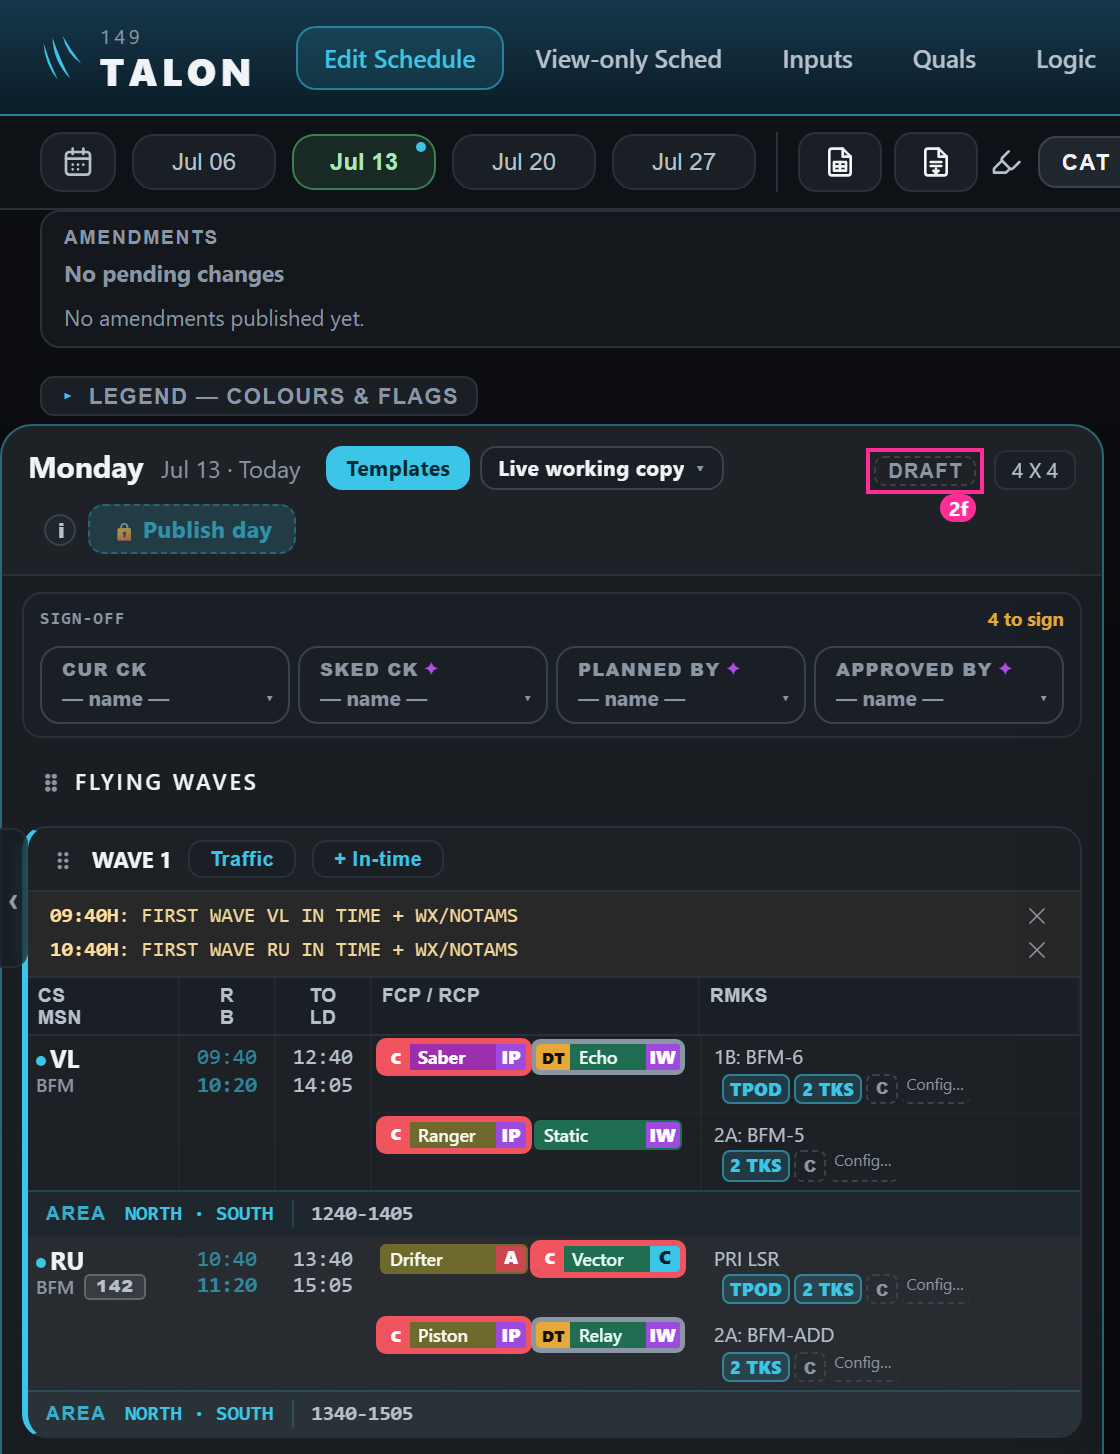 149
TALON
Edit Schedule
View-only Sched
Inputs
Quals
Logic
Jul 06
Jul 13
Jul 20
Jul 27
CAT
AMENDMENTS
No pending changes
No amendments published yet.
LEGEND — COLOURS & FLAGS
Monday Jul 13 · Today Templates Live working copy DRAFT 4 X 4
2f
i Publish day
SIGN-OFF 4 to sign
CUR CK SKED CK PLANNED BY APPROVED BY
— name — — name — — name — — name —
FLYING WAVES
WAVE 1 Traffic + In-time
09:40H: FIRST WAVE VL IN TIME + WX/NOTAMS
10:40H: FIRST WAVE RU IN TIME + WX/NOTAMS
CS R TO FCP / RCP RMKS
MSN B LD
VL 09:40 12:40 C Saber IP DT Echo IW 1B: BFM-6
BFM 10:20 14:05 TPOD 2 TKS C Config...
C Ranger IP Static IW 2A: BFM-5
2 TKS C Config...
AREA NORTH · SOUTH 1240-1405
RU 10:40 13:40 Drifter A C Vector C PRI LSR
BFM 142 11:20 15:05 TPOD 2 TKS C Config...
C Piston IP DT Relay IW 2A: BFM-ADD
2 TKS C Config...
AREA NORTH · SOUTH 1340-1505